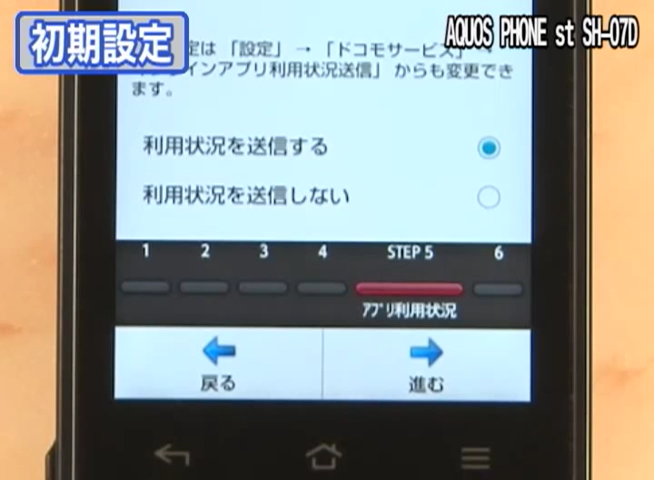 初期設定
AQUOS PHONE st SH-07D
定は 「設定」 → 「ドコモサービス」
インアプリ利用状況送信」 からも変更でき
ます。
利用状況を送信する
利用状況を送信しない
1 2 3 4 STEP 5 6
アプリ利用状況
戻る 進む